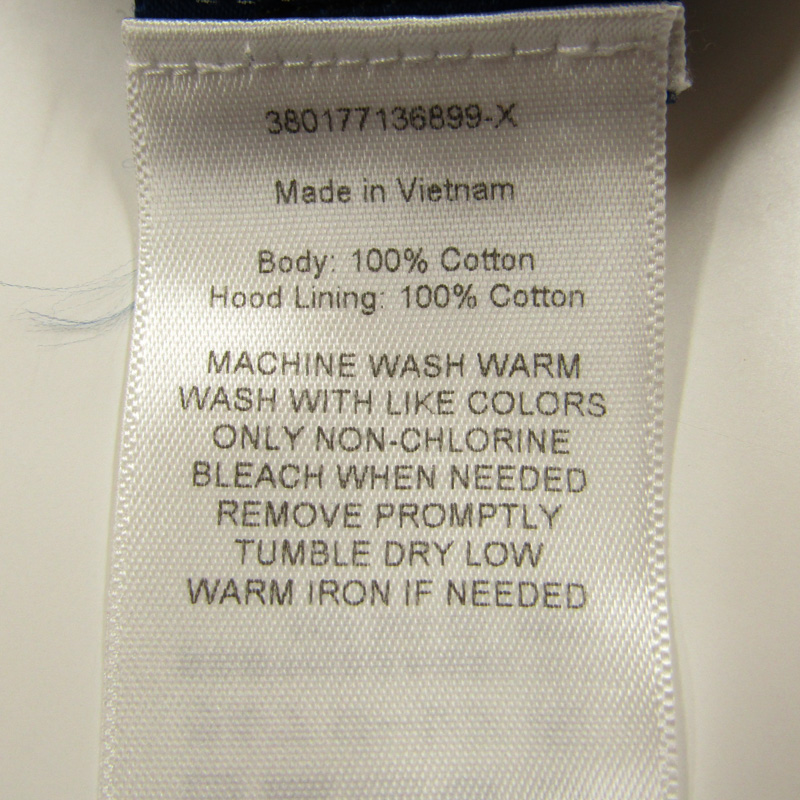 380177136899-X
Made in Vietnam
Body: 100% Cotton
Hood Lining: 100% Cotton
MACHINE WASH WARM
WASH WITH LIKE COLORS
ONLY NON-CHLORINE
BLEACH WHEN NEEDED
REMOVE PROMPTLY
TUMBLE DRY LOW
WARM IRON IF NEEDED